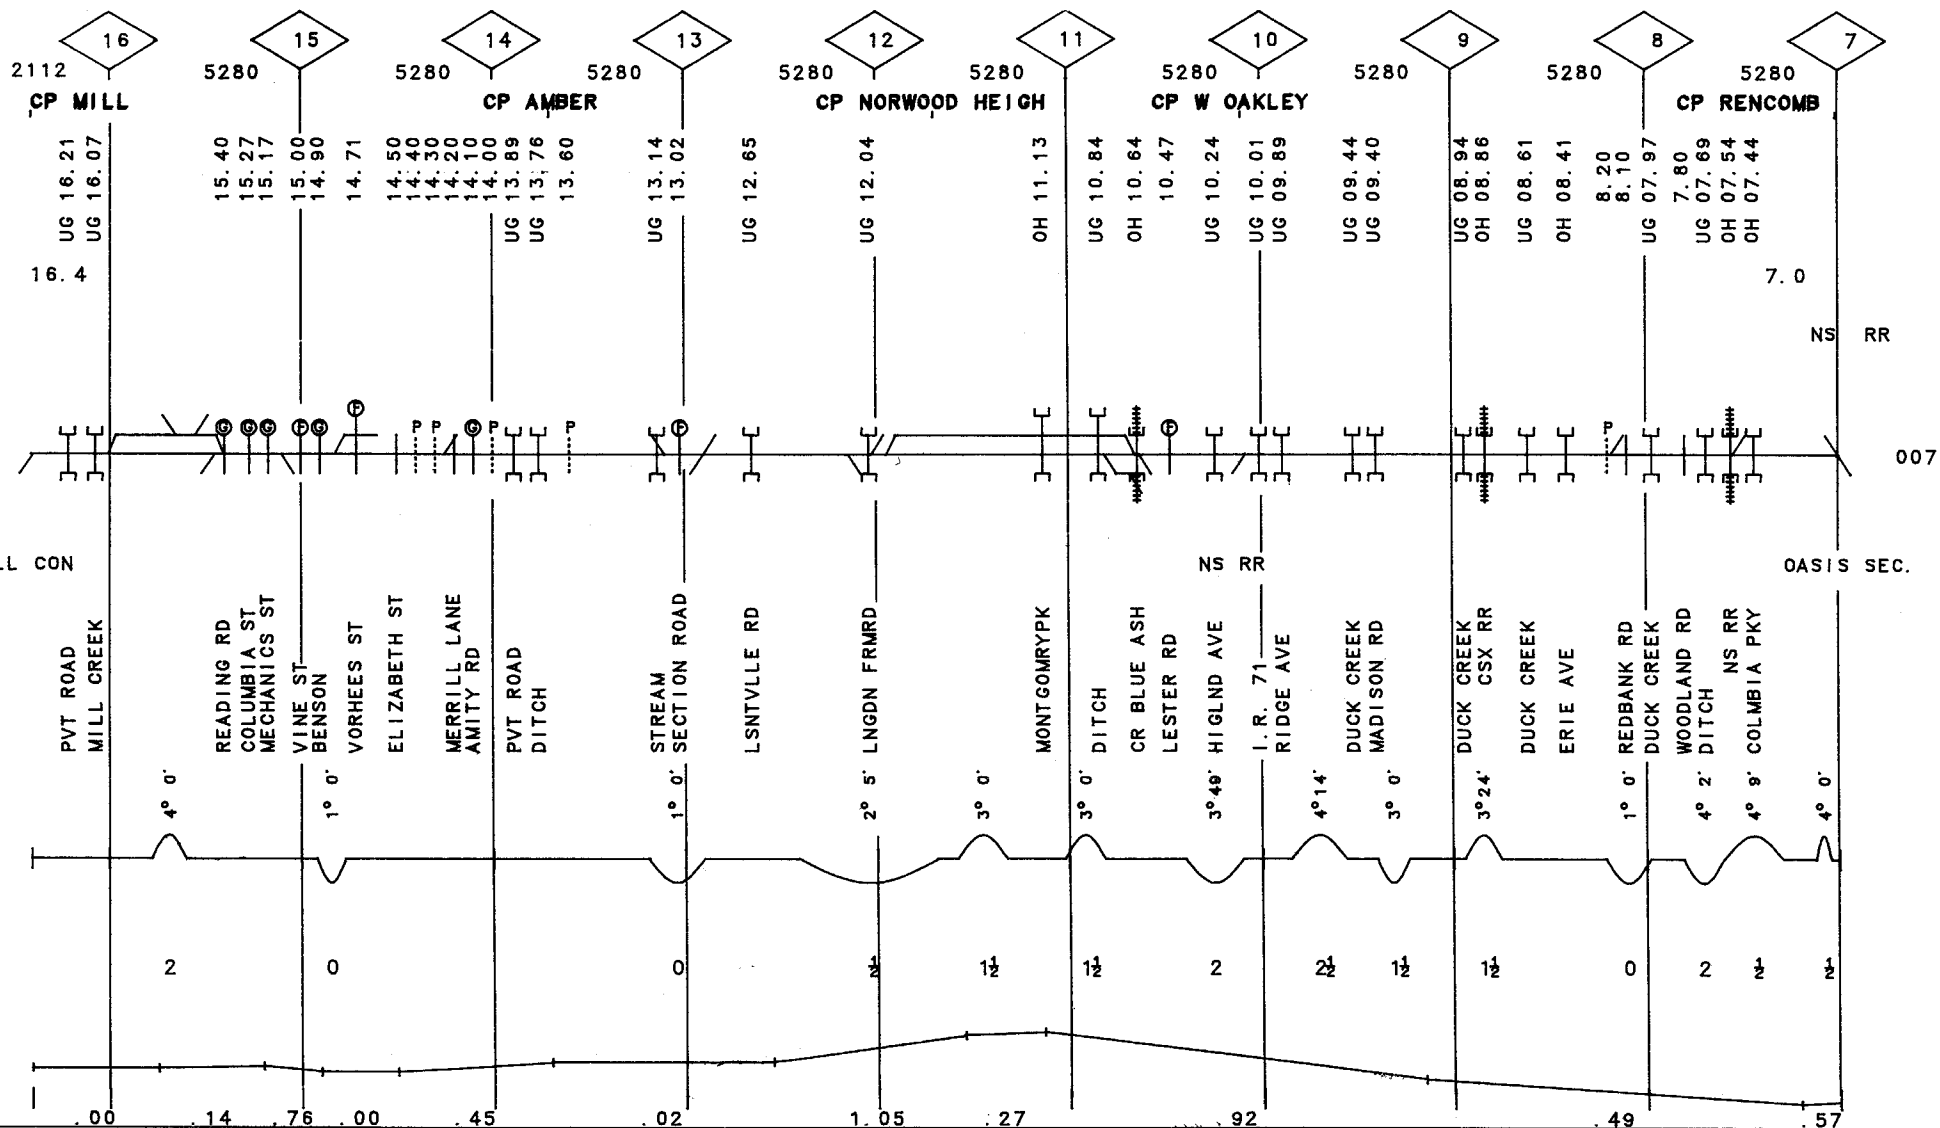 16 15 14 13 12 11 10 9 8 7
2112 5280 5280 5280 5280 5280 5280 5280 5280 5280
CP MILL CP AMBER CP NORWOOD HEIGH CP W OAKLEY CP RENCOMB
UG 16.21
UG 16.07
15.40
15.27
15.17
15.00
14.90
14.71
14.50
14.40
14.30
14.20
14.10
14.00
UG 13.89
UG 13.76
13.60
UG 13.14
13.02
UG 12.65
UG 12.04
OH 11.13
UG 10.84
OH 10.64
10.47
UG 10.24
UG 10.01
UG 09.89
UG 09.44
UG 09.40
UG 08.94
OH 08.86
UG 08.61
OH 08.41
8.20
8.10
UG 07.97
7.80
UG 07.69
OH 07.54
OH 07.44
16.4 7.0
NS RR
F
G G G F G P P G P P F F P
007
LL CON NS RR OASIS SEC.
PVT ROAD
MILL CREEK
READING RD
COLUMBIA ST
MECHANICS ST
VINE ST
BENSON
VORHEES ST
ELIZABETH ST
MERRILL LANE
AMITY RD
PVT ROAD
DITCH
STREAM
SECTION ROAD
LSNTVLLE RD
LNGDN FRMRD
MONTGOMRYPK
DITCH
CR BLUE ASH
LESTER RD
HIGLND AVE
I.R. 71
RIDGE AVE
DUCK CREEK
MADISON RD
DUCK CREEK
CSX RR
DUCK CREEK
ERIE AVE
REDBANK RD
DUCK CREEK
WOODLAND RD
DITCH
NS RR
COLMBIA PKY
4° 0' 1° 0' 1° 0' 2° 5' 3° 0' 3° 0' 3°49' 4°14' 3° 0' 3°24' 1° 0' 4° 2' 4° 9' 4° 0'
2 0 0 ½ 1½ 1½ 2 2½ 1½ 1½ 0 2 ½ ½
.00 .14 .76 .00 .45 .02 1.05 .27 .92 .49 .57